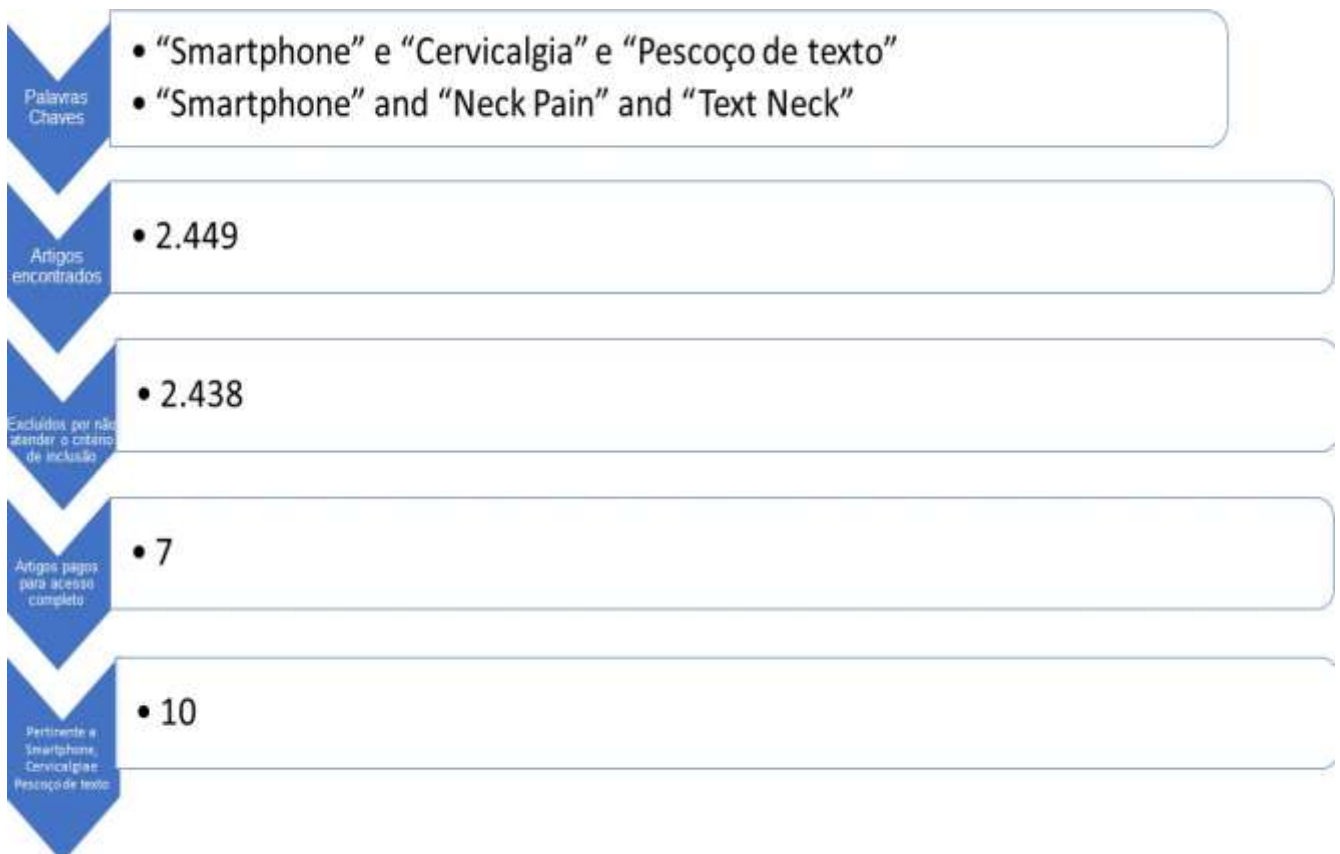 Palavras
Chaves
• “Smartphone” e “Cervicalgia” e “Pescoço de texto”
• “Smartphone” and “Neck Pain” and “Text Neck”
Artigos
encontrados
• 2.449
Excluídos por não
atender o critério
de inclusão
• 2.438
Artigos pagos
para acesso
completo
• 7
Pertinente a
Smartphone,
Cervicalgia e
Pescoço de texto
• 10